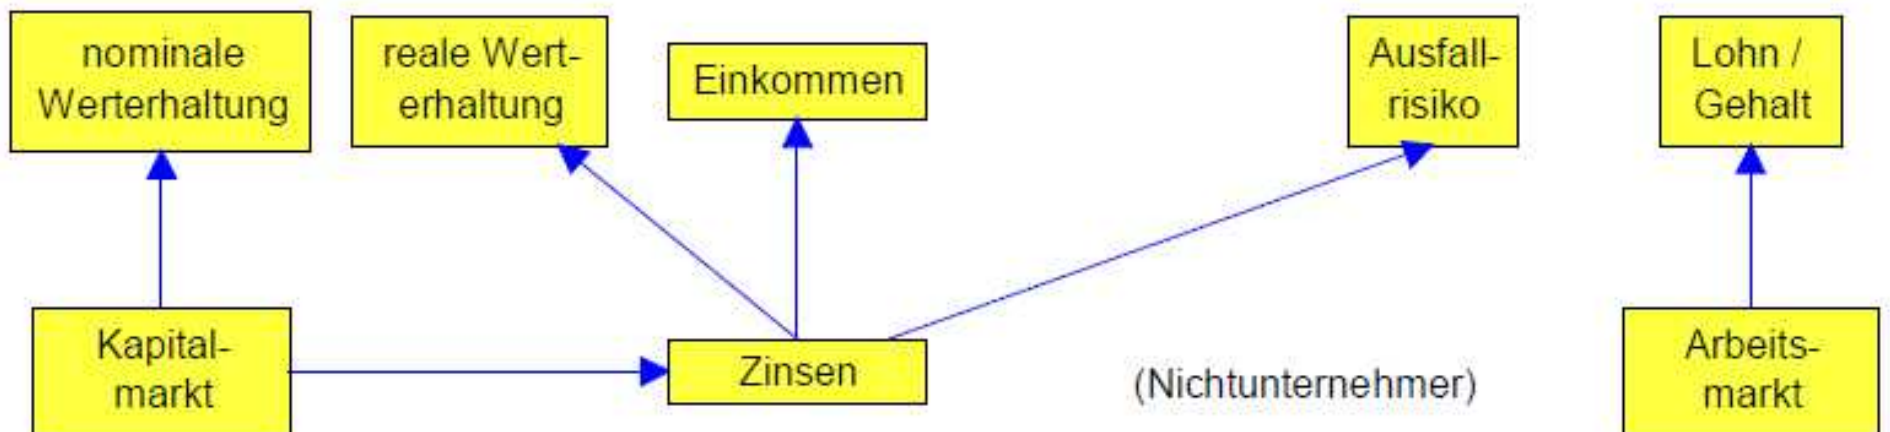 nominale
Werterhaltung
reale Wert-
erhaltung
Einkommen
Ausfall-
risiko
Lohn /
Gehalt
Kapital-
markt
Zinsen
(Nichtunternehmer)
Arbeits-
markt